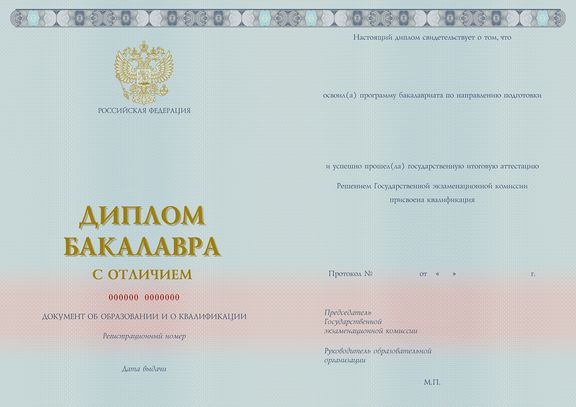 РОССИЙСКАЯ ФЕДЕРАЦИЯ
ДИПЛОМ
БАКАЛАВРА
С ОТЛИЧИЕМ
000000 0000000
ДОКУМЕНТ ОБ ОБРАЗОВАНИИ И О КВАЛИФИКАЦИИ
Регистрационный номер
Дата выдачи
Настоящий диплом свидетельствует о том, что
освоил(а) программу бакалавриата по направлению подготовки
и успешно прошел(ла) государственную итоговую аттестацию
Решением Государственной экзаменационной комиссии
присвоена квалификация
Протокол № от « » г.
Председатель
Государственной
экзаменационной комиссии
Руководитель образовательной
организации
М.П.